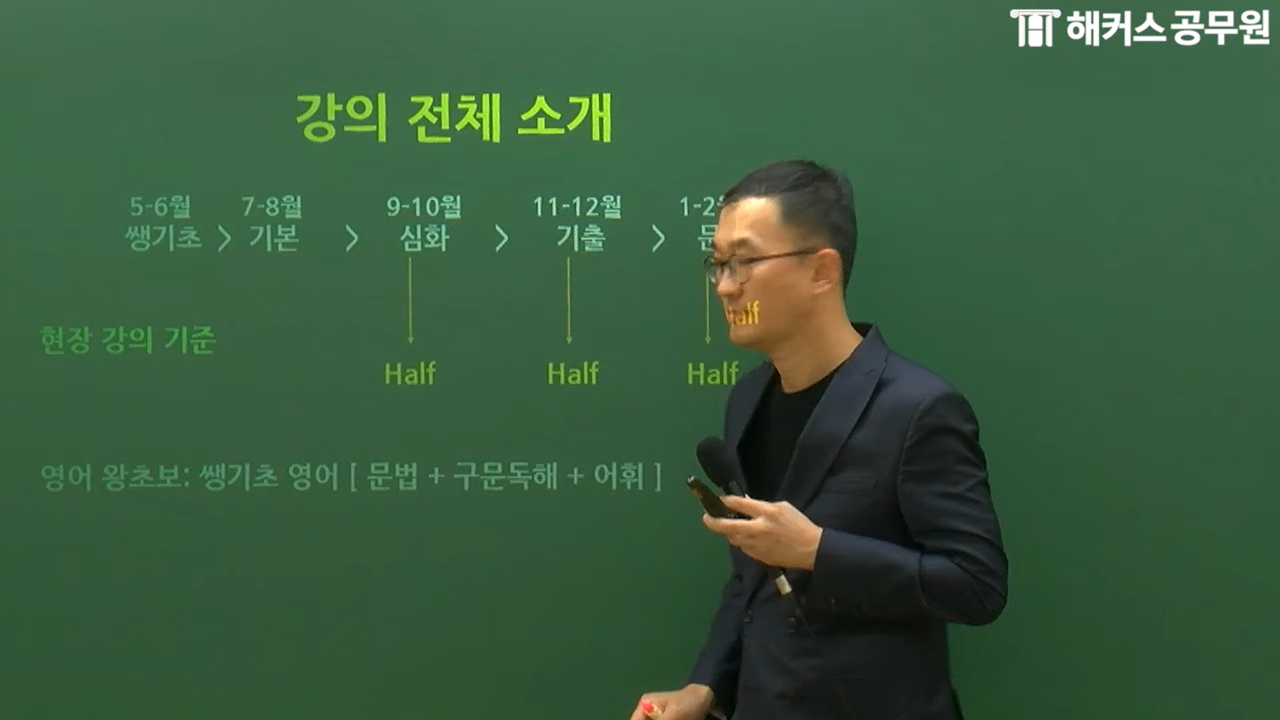 해커스공무원
강의 전체 소개
5-6월 7-8월 9-10월 11-12월
쌩기초 > 기본 > 심화 > 기출 >
현장 강의 기준
Half Half Half
Half
영어 왕초보: 쌩기초 영어 [ 문법 + 구문독해 + 어휘 ]